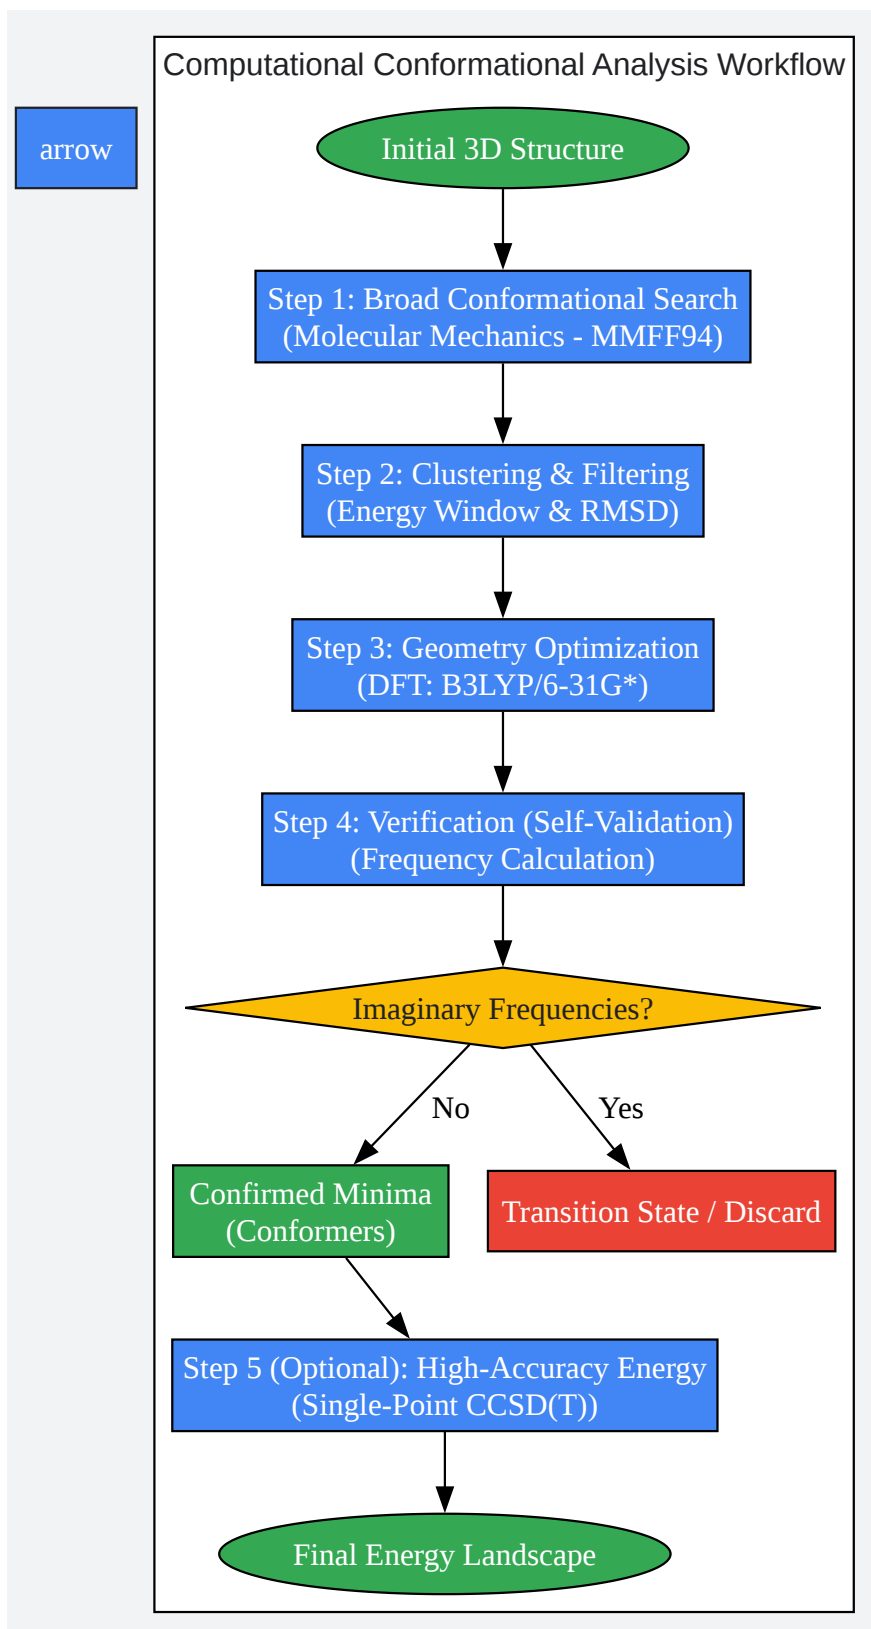 Computational Conformational Analysis Workflow
arrow
Initial 3D Structure
Step 1: Broad Conformational Search
(Molecular Mechanics - MMFF94)
Step 2: Clustering & Filtering
(Energy Window & RMSD)
Step 3: Geometry Optimization
(DFT: B3LYP/6-31G*)
Step 4: Verification (Self-Validation)
(Frequency Calculation)
Imaginary Frequencies?
No
Yes
Confirmed Minima
(Conformers)
Transition State / Discard
Step 5 (Optional): High-Accuracy Energy
(Single-Point CCSD(T))
Final Energy Landscape